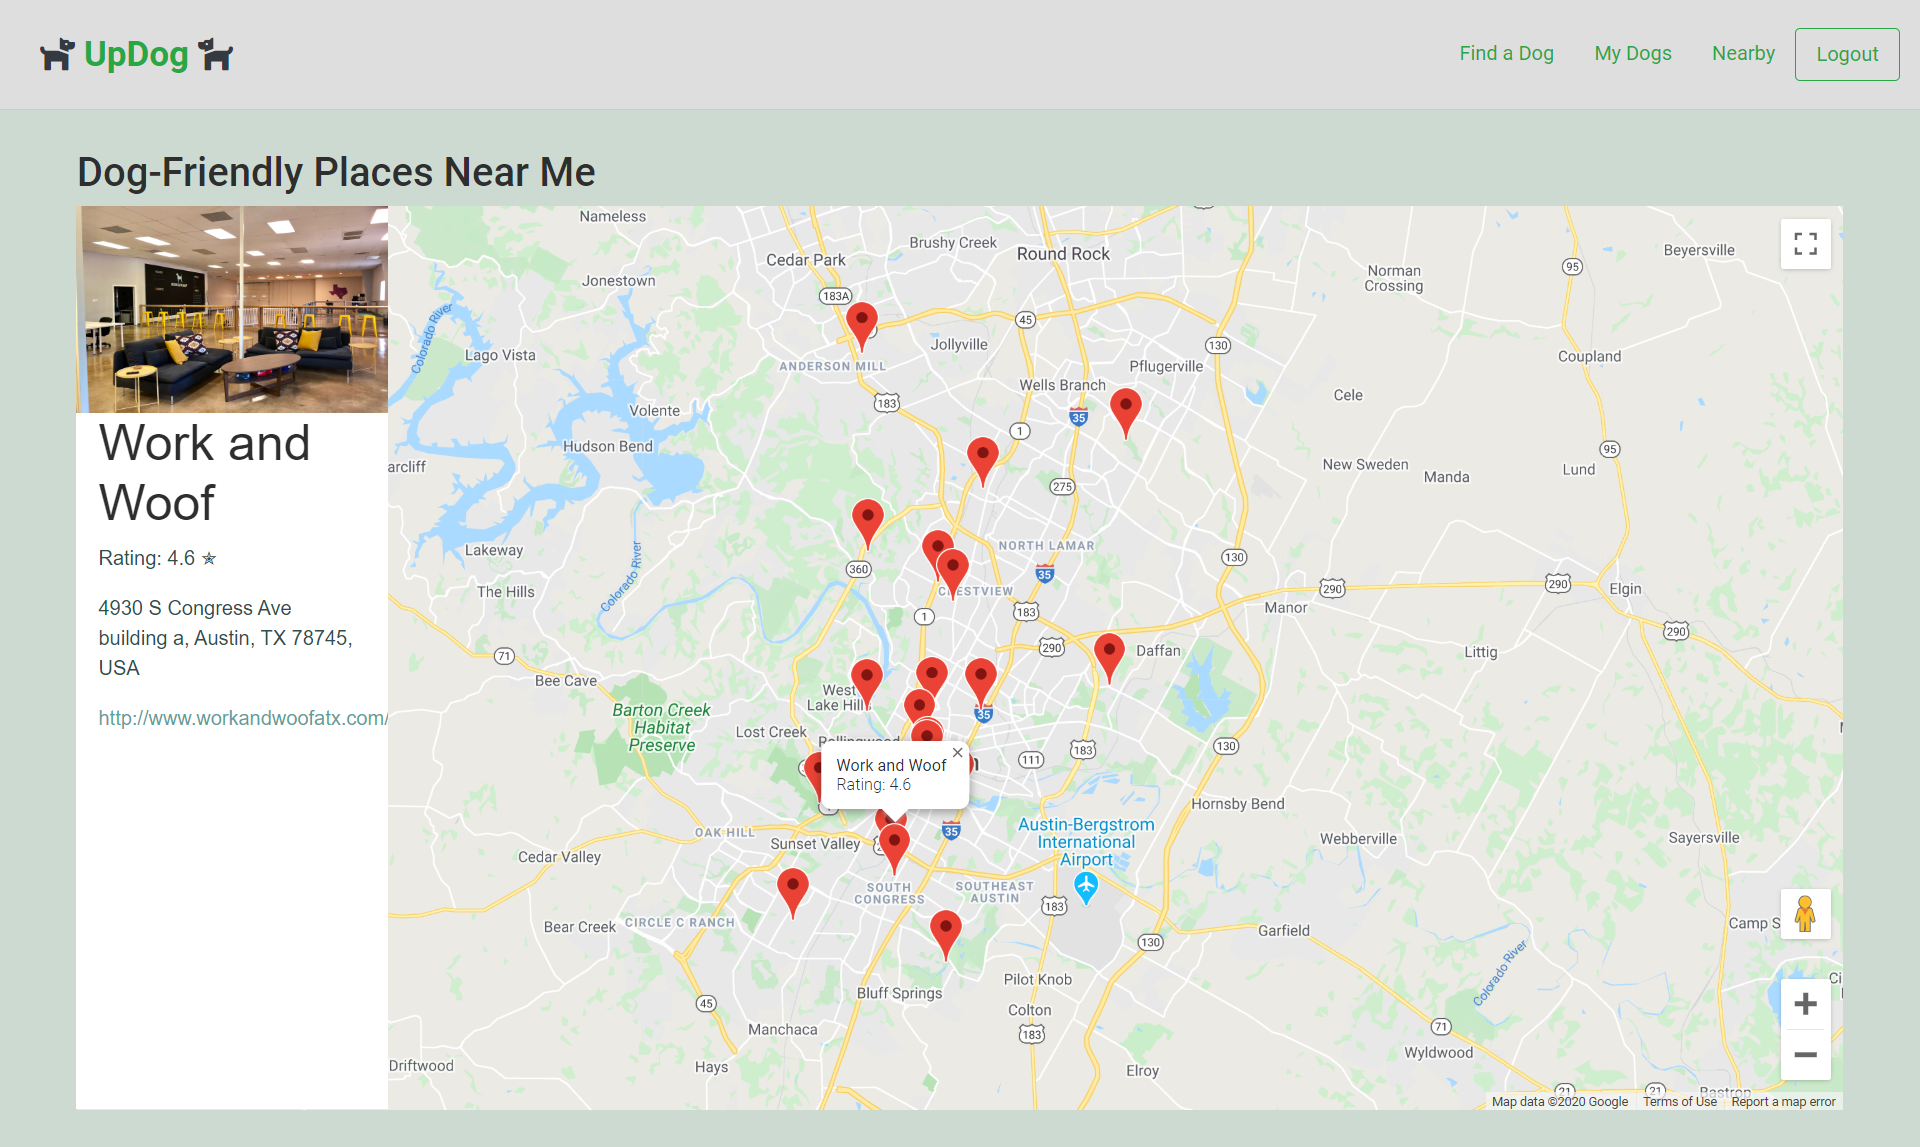 UpDog
Find a Dog
My Dogs
Nearby
Logout
Dog-Friendly Places Near Me
Work and
Woof
Rating: 4.6
4930 S Congress Ave
building a, Austin, TX 78745,
USA
http://www.workandwoofatx.com/
Nameless
Brushy Creek
Round Rock
Cedar Park
Beyersville
Norman
Crossing
95
Jonestown
183A
45
Colorado River
Lago Vista
Jollyville
130
Coupland
ANDERSON MILL
Pflugerville
Wells Branch
Cele
183
Volente
35
1
Hudson Bend
95
arcliff
New Sweden
Lund
Manda
275
NORTH LAMAR
Lakeway
130
360
35
Colorado River
290
290
The Hills
CRESTVIEW
Elgin
Manor
1
183
290
290
71
Daffan
Littig
Bee Cave
West
Lake Hills
Barton Creek
Habitat
Preserve
35
Lost Creek
183
130
111
Work and Woof
Rating: 4.6
Hornsby Bend
OAK HILL
35
Austin-Bergstrom
International
Airport
Webberville
Sayersville
Sunset Valley
Cedar Valley
SOUTH
CONGRESS
SOUTHEAST
AUSTIN
183
Bear Creek
CIRCLE C RANCH
Garfield
Camp S
130
Colorado River
Pilot Knob
Ci
Bluff Springs
45
Colton
Manchaca
183
71
Wyldwood
Driftwood
Hays
Elroy
21
21
Bastrop
Map data ©2020 Google
Terms of Use
Report a map error